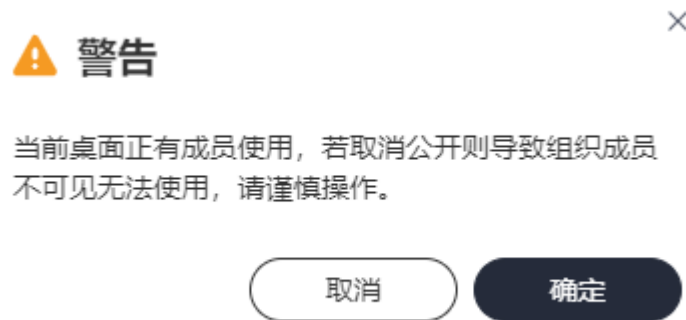 警告
当前桌面正有成员使用，若取消公开则导致组织成员
不可见无法使用，请谨慎操作。
取消
确定